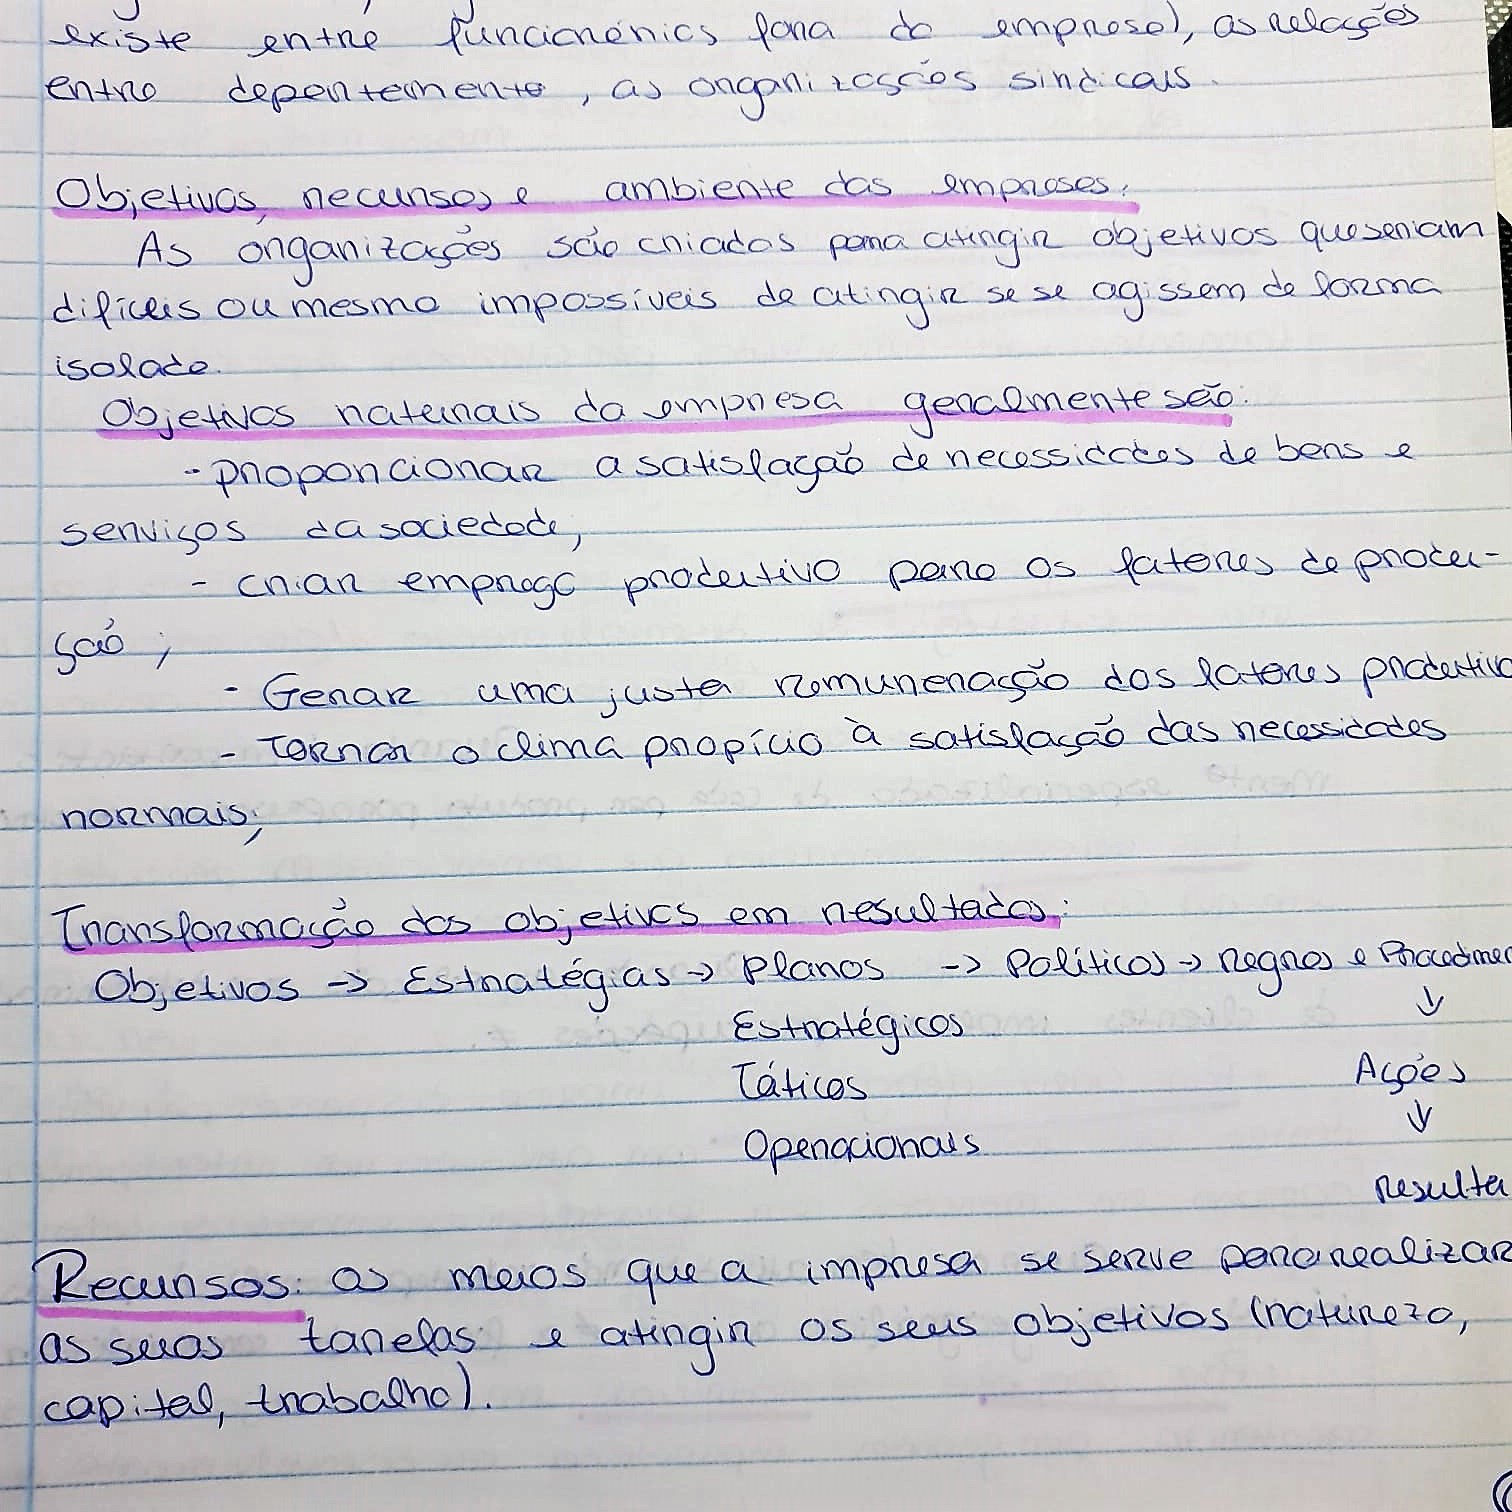 existe entre funcionários fora da empresa), as relações
entre departamento, as organizações sindicais.
Objetivos, recursos e ambiente das empresas:
As organizações são criadas para atingir objetivos que seriam
difíceis ou mesmo impossíveis de atingir se se agissem de forma
isolada.
Objetivos naturais da empresa geralmente são:
- proporcionar a satisfação de necessidades de bens e
serviços da sociedade;
- criar emprego produtivo para os fatores de produ-
ção;
- Gerar uma justa remuneração dos fatores produtivo
- Tornar o clima propício à satisfação das necessidades
normais;
Transformação dos objetivos em resultados:
Objetivos -> Estratégias -> Planos -> Políticas -> Regras e Procedimen
↓
Estratégicos
Táticos Ações
↓
Operacionais
Resulta
Recursos: os meios que a impresa se serve para realizar
as suas tarefas e atingir os seus objetivos (natureza,
capital, trabalho).